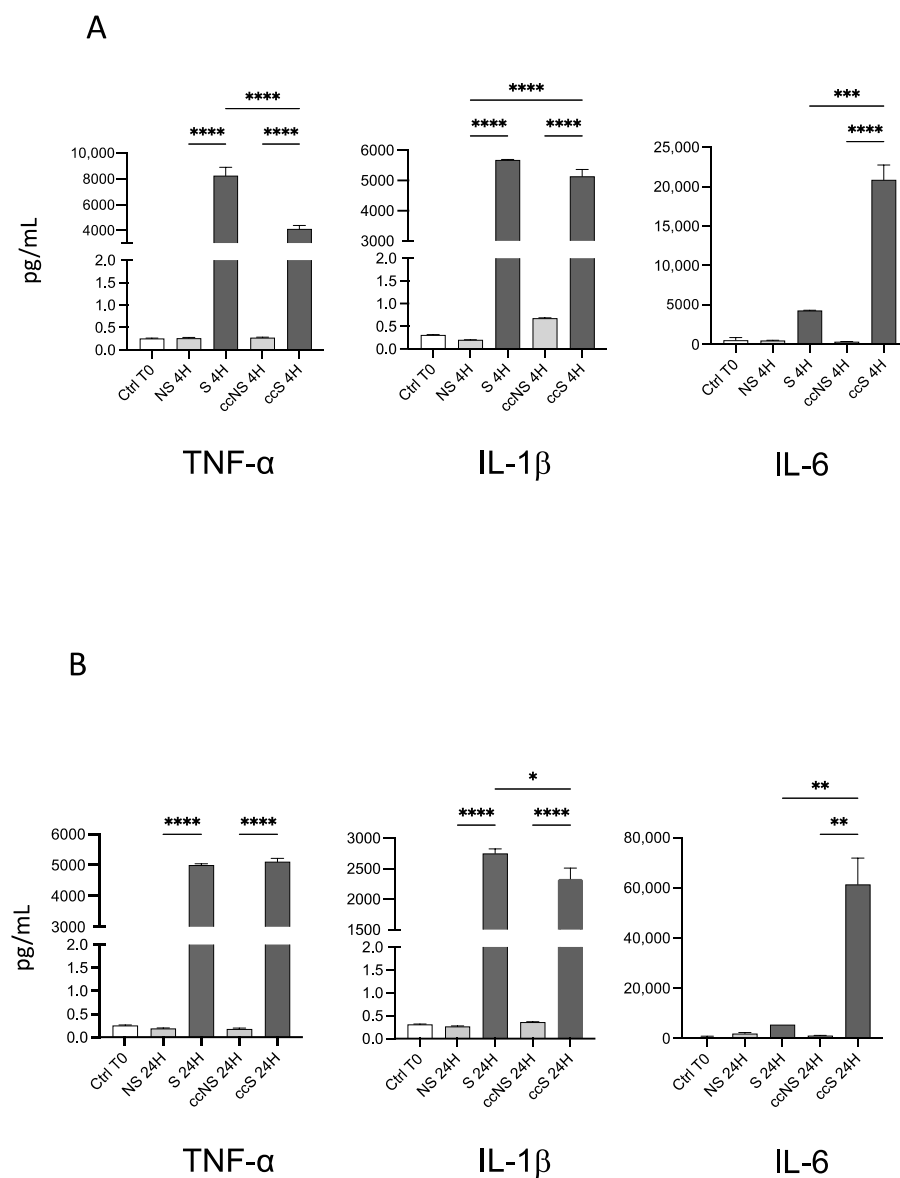 A
**** **** ***
**** **** **** **** ****
pg/mL
10,000
8000
6000
4000
2.0
1.5
1.0
0.5
0.0
Ctrl T0 NS 4H S 4H ccNS 4H ccS 4H
TNF-α
6000
5000
4000
3000
2.0
1.5
1.0
0.5
0.0
Ctrl T0 NS 4H S 4H ccNS 4H ccS 4H
IL-1β
25,000
20,000
15,000
10,000
5000
0
Ctrl T0 NS 4H S 4H ccNS 4H ccS 4H
IL-6
B
* **
**** **** **** **** **
pg/mL
6000
5000
4000
3000
2.0
1.5
1.0
0.5
0.0
Ctrl T0 NS 24H S 24H ccNS 24H ccS 24H
TNF-α
3000
2500
2000
1500
2.0
1.5
1.0
0.5
0.0
Ctrl T0 NS 24H S 24H ccNS 24H ccS 24H
IL-1β
80,000
60,000
40,000
20,000
0
Ctrl T0 NS 24H S 24H ccNS 24H ccS 24H
IL-6